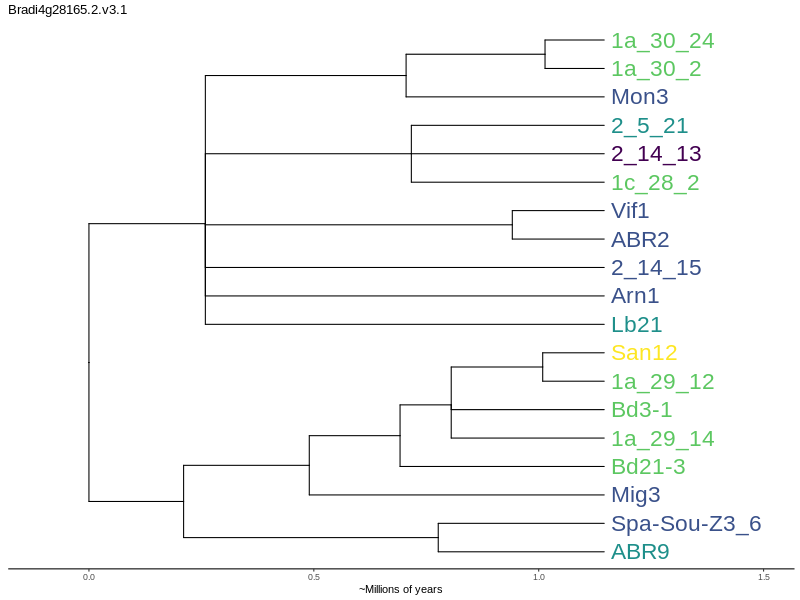 Bradi4g28165.2.v3.1
1a_30_24
1a_30_2
Mon3
2_5_21
2_14_13
1c_28_2
Vif1
ABR2
2_14_15
Arn1
Lb21
San12
1a_29_12
Bd3-1
1a_29_14
Bd21-3
Mig3
Spa-Sou-Z3_6
ABR9
0.0 0.5 1.0 1.5
~Millions of years